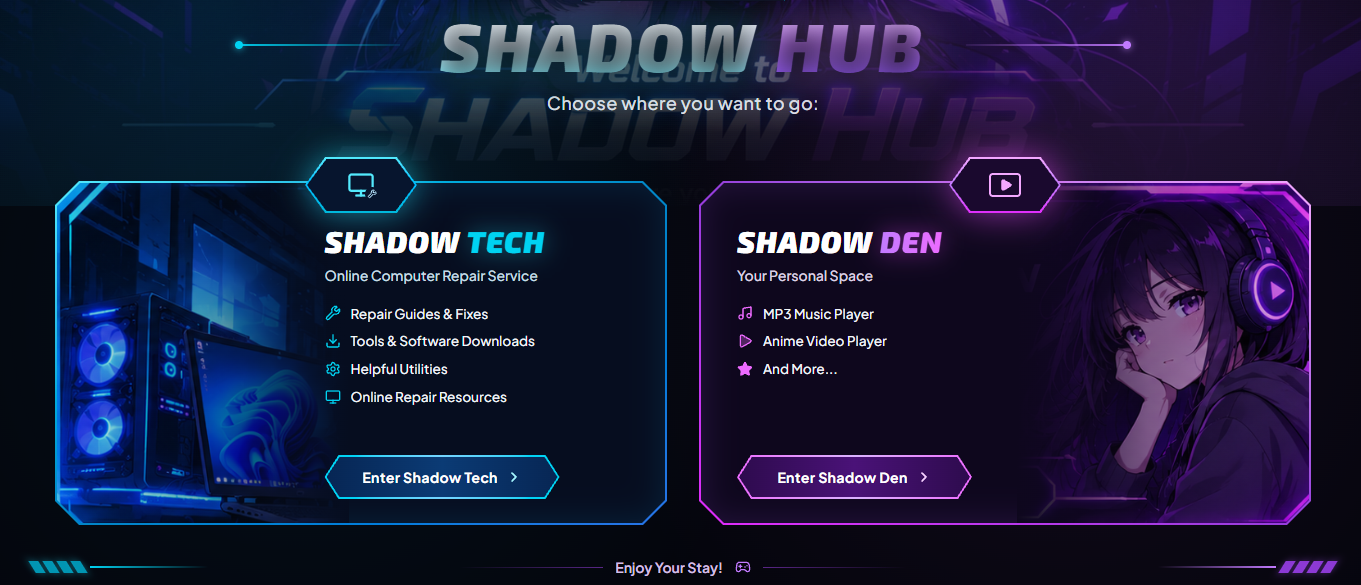 SHADOW HUB
Welcome to
SHADOW HUB
Choose where you want to go:
SHADOW TECH
Online Computer Repair Service
Repair Guides & Fixes
Tools & Software Downloads
Helpful Utilities
Online Repair Resources
Enter Shadow Tech
SHADOW DEN
Your Personal Space
MP3 Music Player
Anime Video Player
And More...
Enter Shadow Den
Enjoy Your Stay!